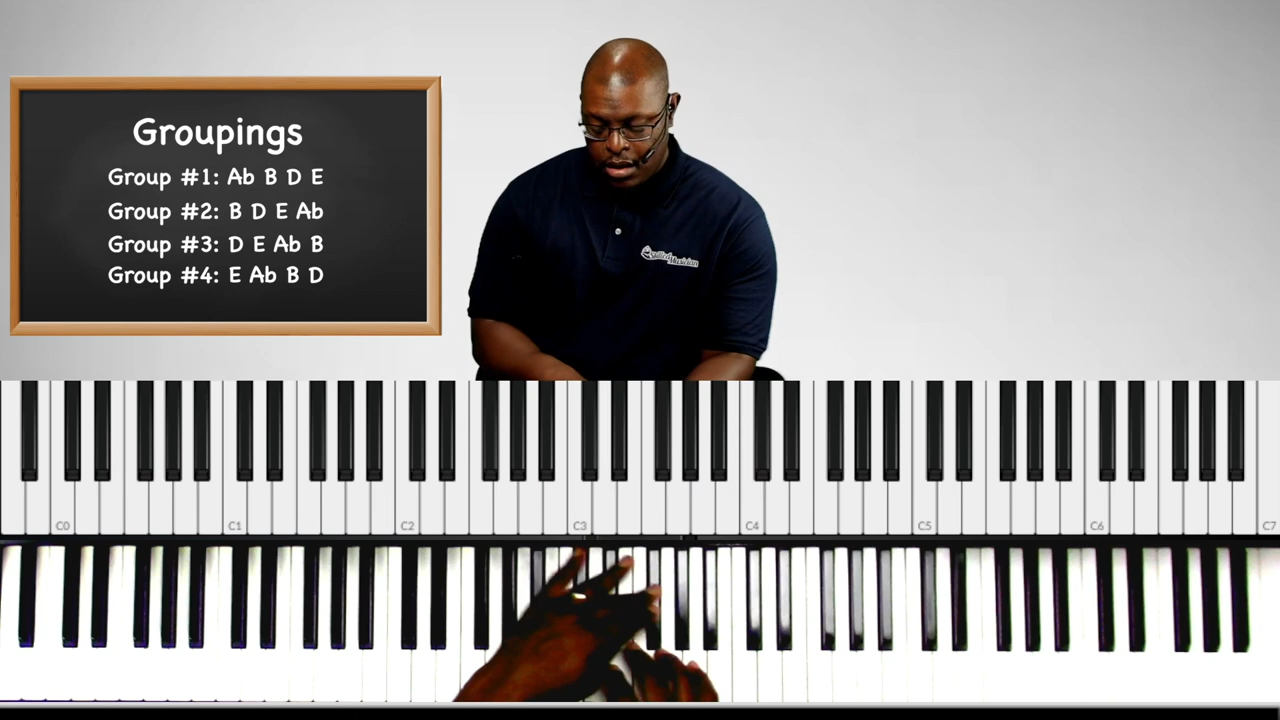 Groupings
Group #1: Ab B D E
Group #2: B D E Ab
Group #3: D E Ab B
Group #4: E Ab B D
C0 C1 C2 C3 C4 C5 C6 C7